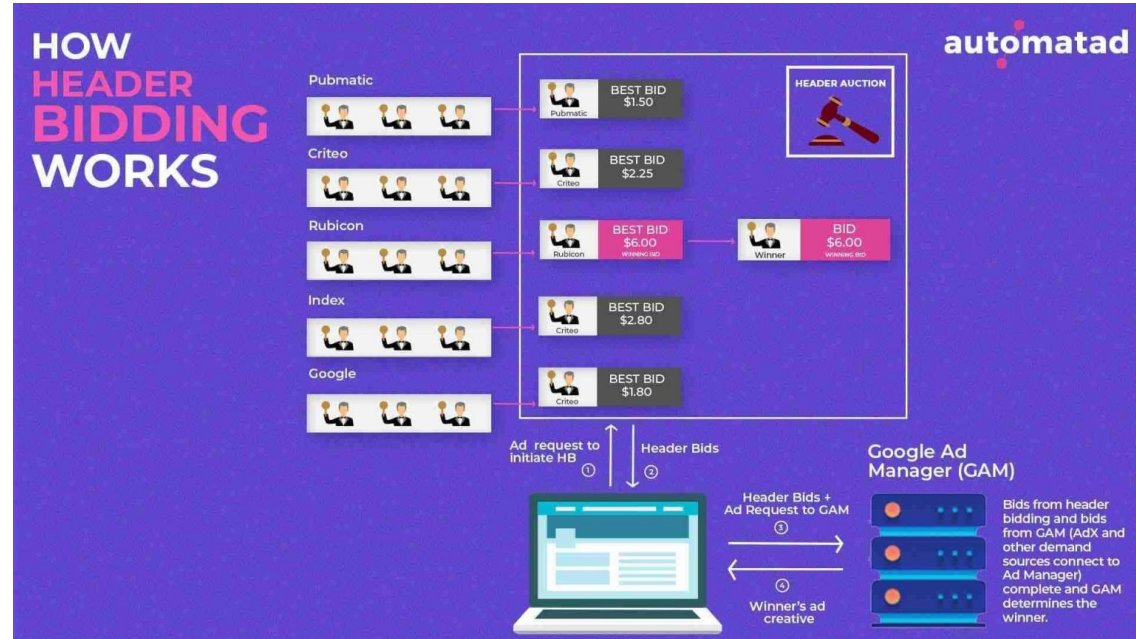 HOW
HEADER
BIDDING
WORKS
automatad
HEADER AUCTION
Pubmatic
Pubmatic
BEST BID
$1.50
Criteo
Criteo
BEST BID
$2.25
Rubicon
Rubicon
BEST BID
$6.00
WINNING BID
Winner
BID
$6.00
WINNING BID
Index
Criteo
BEST BID
$2.80
Google
Criteo
BEST BID
$1.80
Ad request to
initiate HB
1
Header Bids
2
Header Bids +
Ad Request to GAM
3
4
Winner's ad
creative
Google Ad
Manager (GAM)
Bids from header
bidding and bids
from GAM (AdX and
other demand
sources connect to
Ad Manager)
complete and GAM
determines the
winner.